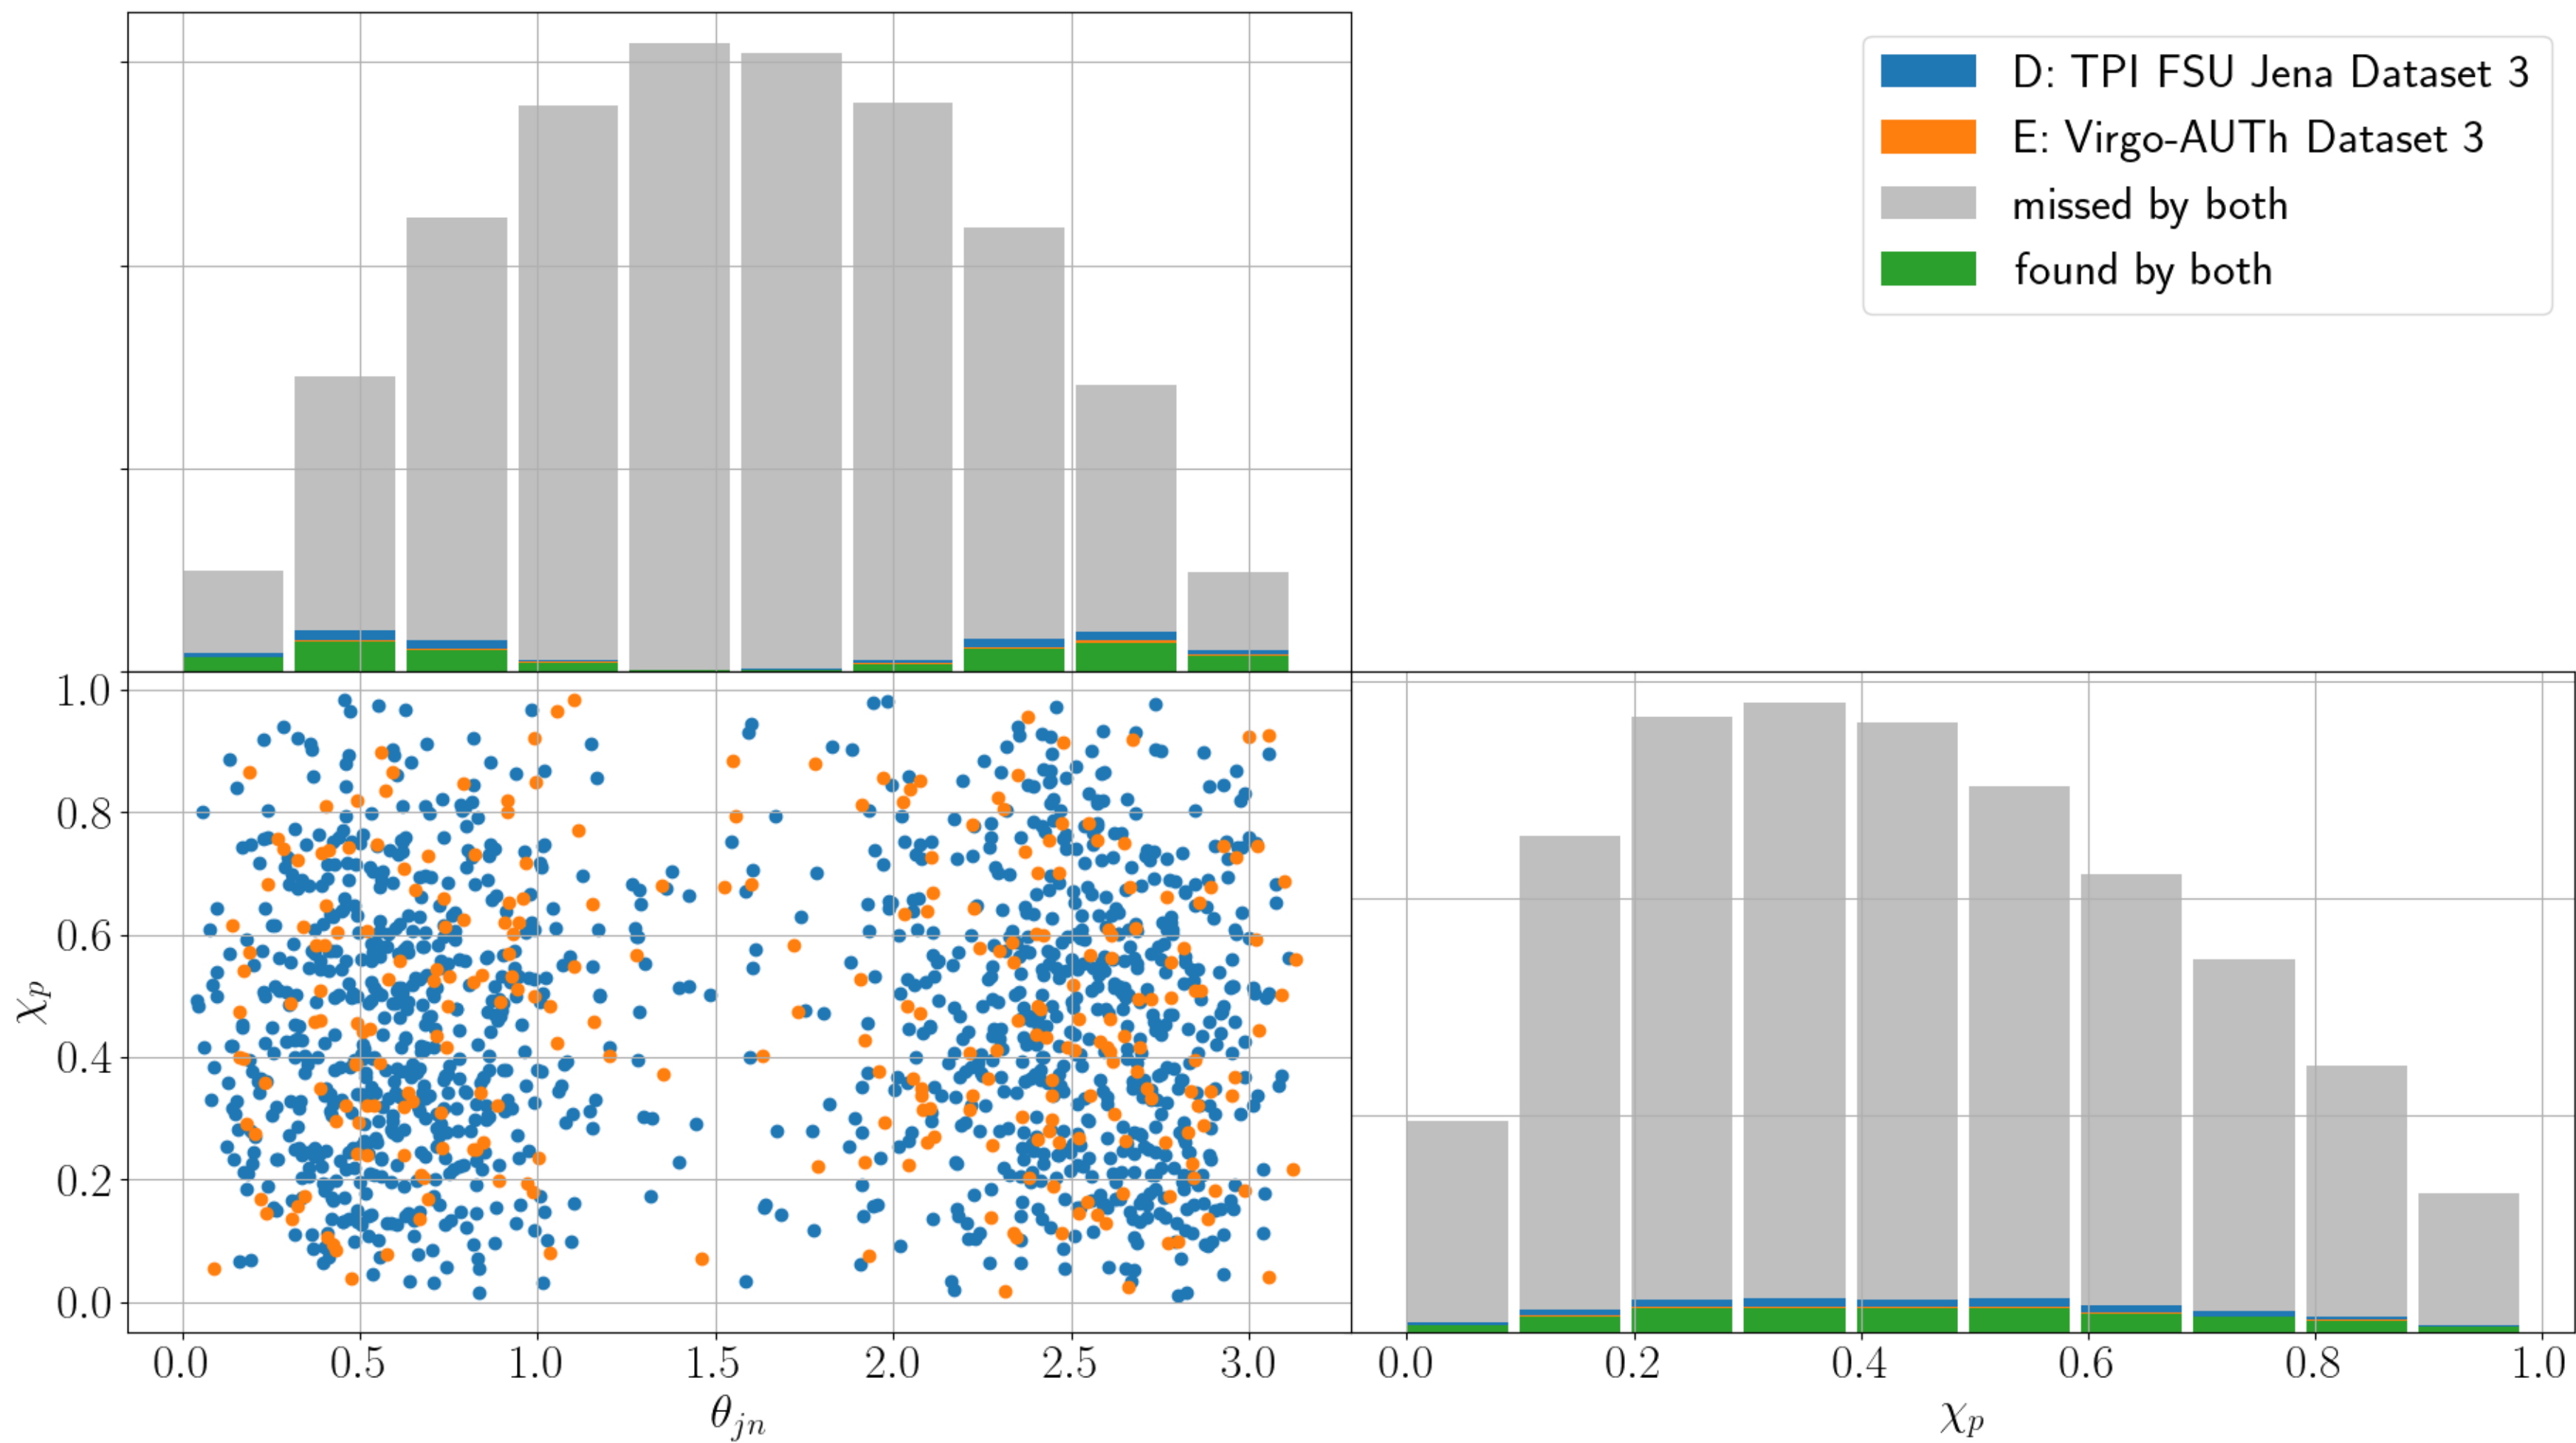 D: TPI FSU Jena Dataset 3
E: Virgo-AUTh Dataset 3
missed by both
found by both
1.0
0.8
0.6
0.4
0.2
0.0
χp
0.0 0.5 1.0 1.5 2.0 2.5 3.0
θjn
0.0 0.2 0.4 0.6 0.8 1.0
χp